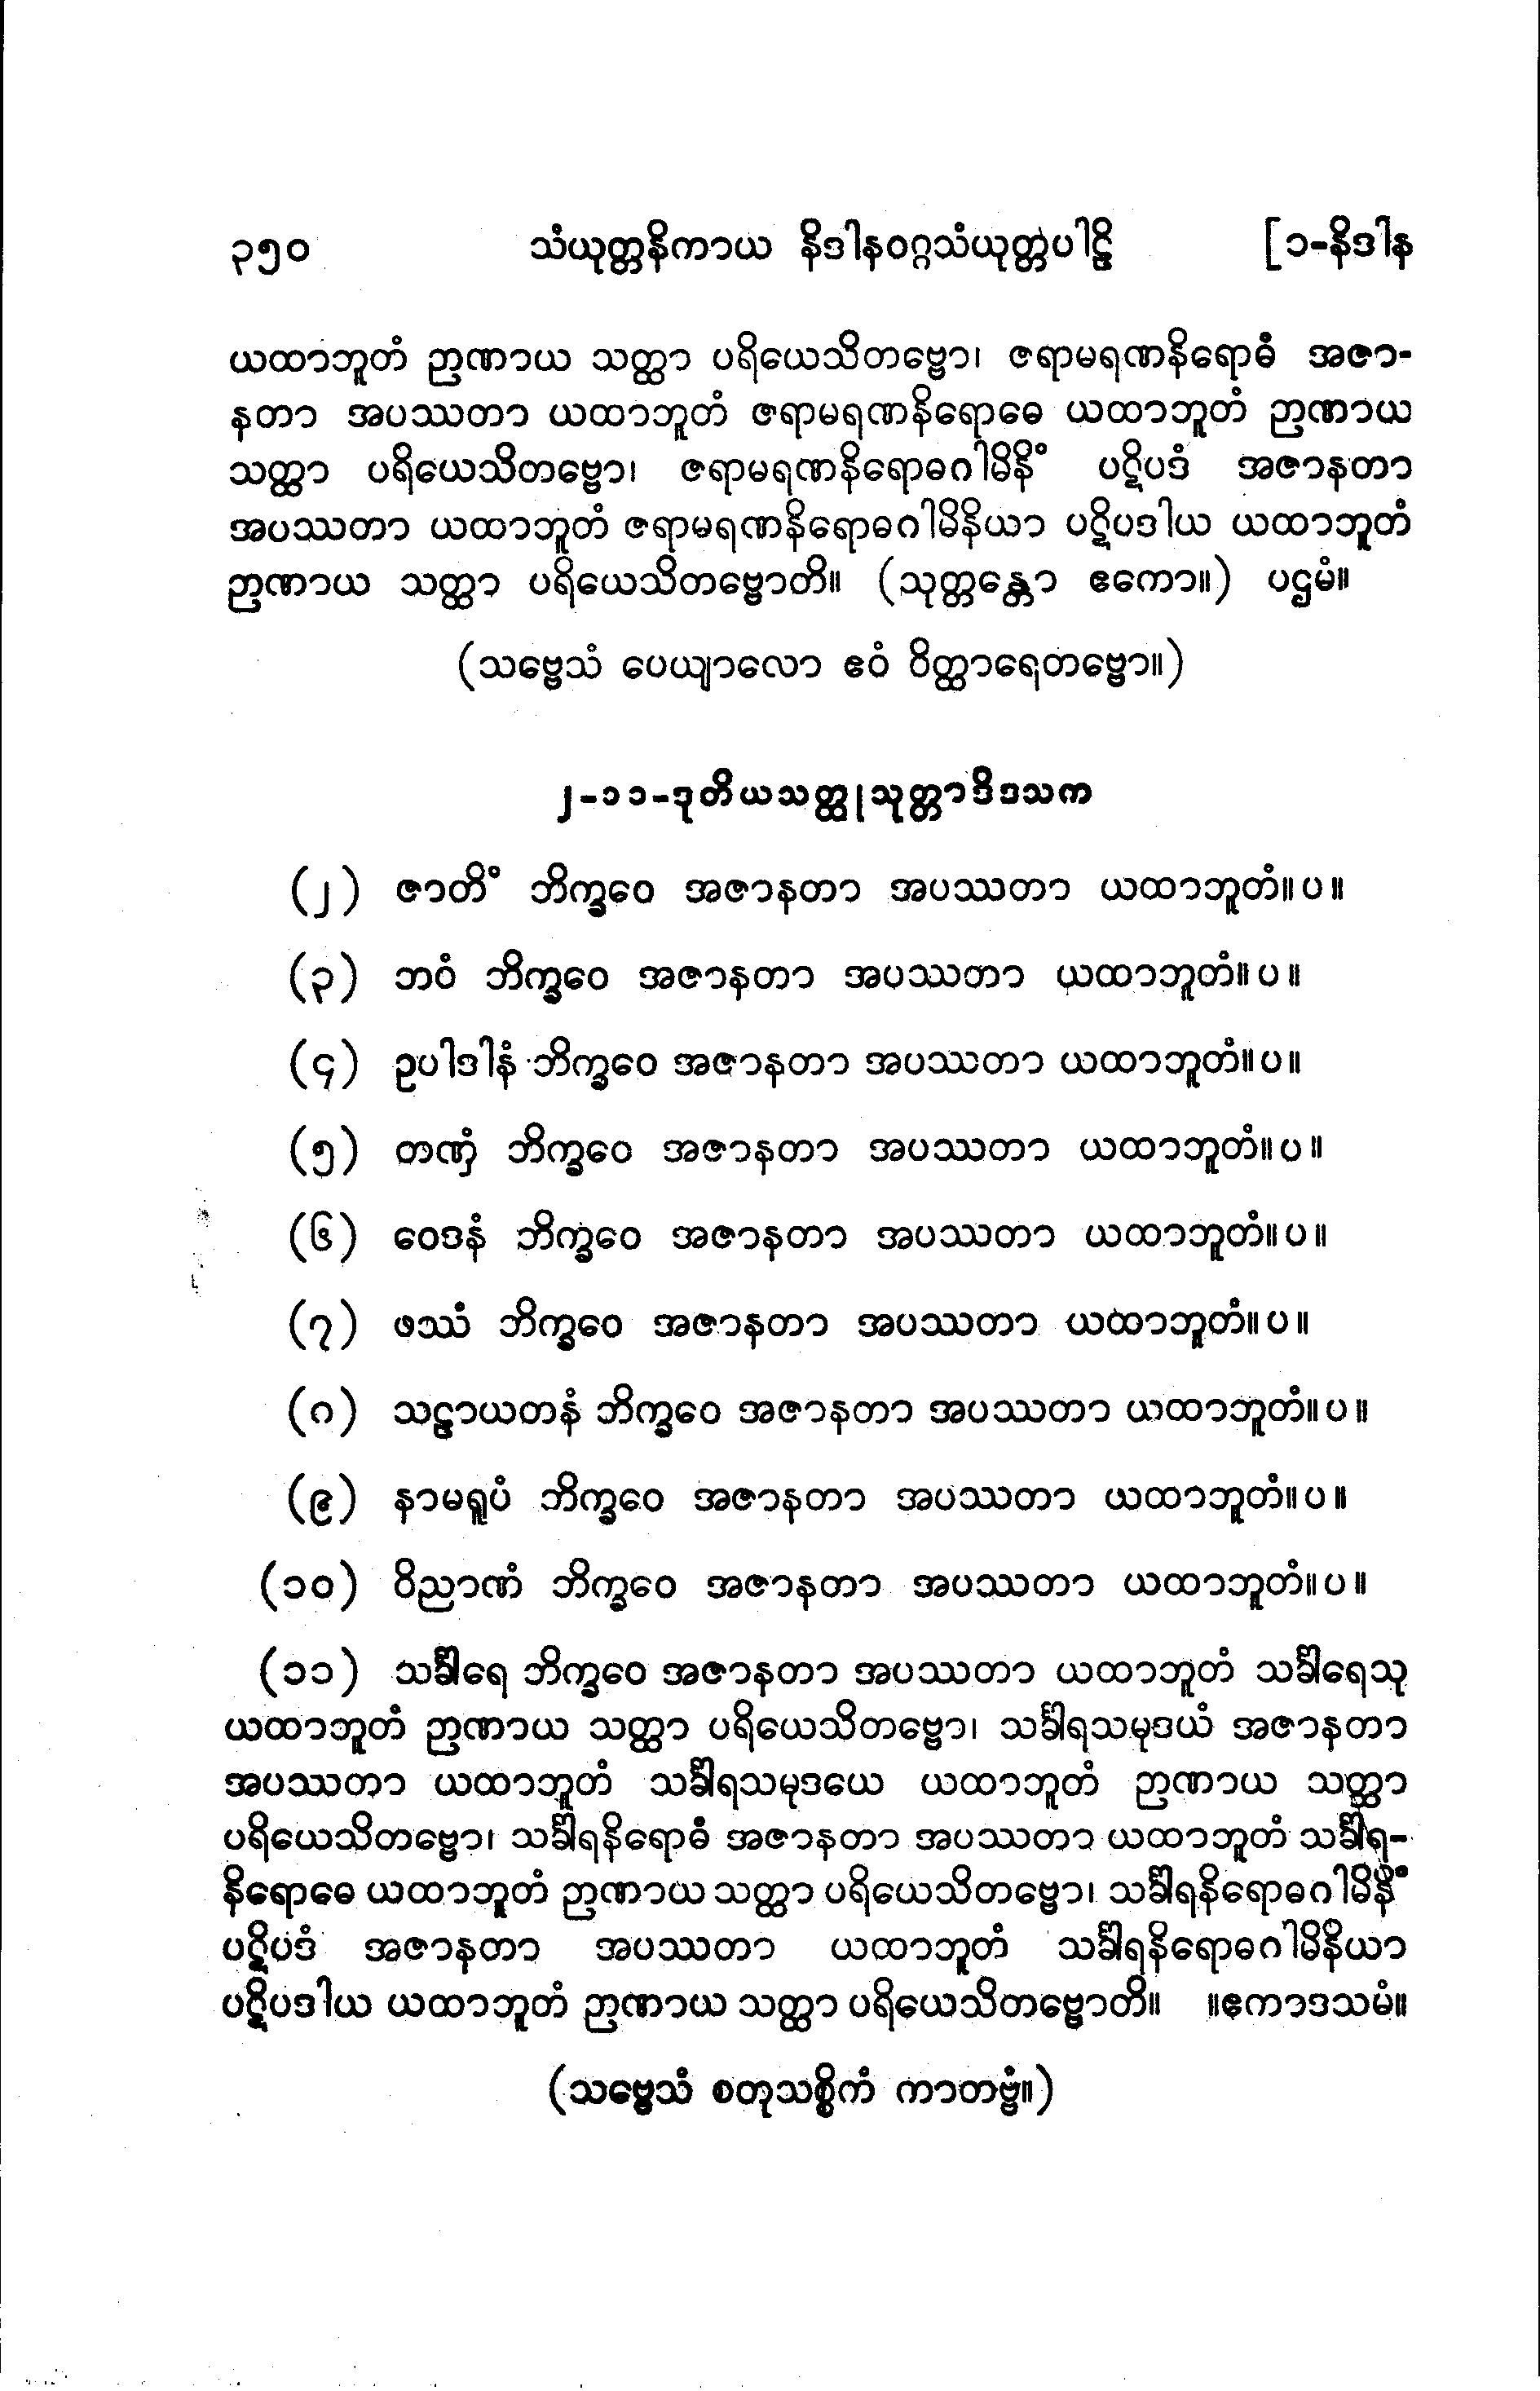 ၃၅၀ သံယုတ္တနိကာယ နိဒါနဝဂ္ဂသံယုတ္တပါဠိ [၁-နိဒါန
ယထာဘူတံ ဉာဏာယ သတ္ထာ ပရိယေသိတဗ္ဗော၊ ဇရာမရဏနိရောဓံ အဇာ-
နတာ အပဿတာ ယထာဘူတံ ဇရာမရဏနိရောဓေ ယထာဘူတံ ဉာဏာယ
သတ္ထာ ပရိယေသိတဗ္ဗော၊ ဇရာမရဏနိရောဓဂါမိနိံ ပဋိပဒံ အဇာနတာ
အပဿတာ ယထာဘူတံ ဇရာမရဏနိရောဓဂါမိနိယာ ပဋိပဒါယ ယထာဘူတံ
ဉာဏာယ သတ္ထာ ပရိယေသိတဗ္ဗောတိ။ (သုတ္တန္တော ဧကော။) ပဌမံ။
(သဗ္ဗေသံ ပေယျာလော ဧဝံ ဝိတ္ထာရေတဗ္ဗော။)
၂-၁၁-ဒုတိယသတ္ထုသုတ္တာဒိဒသက
(၂) ဇာတိံ ဘိက္ခဝေ အဇာနတာ အပဿတာ ယထာဘူတံ။ပ။
(၃) ဘဝံ ဘိက္ခဝေ အဇာနတာ အပဿတာ ယထာဘူတံ။ပ။
(၄) ဥပါဒါနံ ဘိက္ခဝေ အဇာနတာ အပဿတာ ယထာဘူတံ။ပ။
(၅) တဏှံ ဘိက္ခဝေ အဇာနတာ အပဿတာ ယထာဘူတံ။ပ။
(၆) ဝေဒနံ ဘိက္ခဝေ အဇာနတာ အပဿတာ ယထာဘူတံ။ပ။
(၇) ဖဿံ ဘိက္ခဝေ အဇာနတာ အပဿတာ ယထာဘူတံ။ပ။
(၈) သဠာယတနံ ဘိက္ခဝေ အဇာနတာ အပဿတာ ယထာဘူတံ။ပ။
(၉) နာမရူပံ ဘိက္ခဝေ အဇာနတာ အပဿတာ ယထာဘူတံ။ပ။
(၁၀) ဝိညာဏံ ဘိက္ခဝေ အဇာနတာ အပဿတာ ယထာဘူတံ။ပ။
(၁၁) သင်္ခါရေ ဘိက္ခဝေ အဇာနတာ အပဿတာ ယထာဘူတံ သင်္ခါရေသု
ယထာဘူတံ ဉာဏာယ သတ္ထာ ပရိယေသိတဗ္ဗော၊ သင်္ခါရသမုဒယံ အဇာနတာ
အပဿတာ ယထာဘူတံ သင်္ခါရသမုဒယေ ယထာဘူတံ ဉာဏာယ သတ္ထာ
ပရိယေသိတဗ္ဗော၊ သင်္ခါရနိရောဓံ အဇာနတာ အပဿတာ ယထာဘူတံ သင်္ခါရ-
နိရောဓေ ယထာဘူတံ ဉာဏာယ သတ္ထာ ပရိယေသိတဗ္ဗော၊ သင်္ခါရနိရောဓဂါမိနိံ
ပဋိပဒံ အဇာနတာ အပဿတာ ယထာဘူတံ သင်္ခါရနိရောဓဂါမိနိယာ
ပဋိပဒါယ ယထာဘူတံ ဉာဏာယ သတ္ထာ ပရိယေသိတဗ္ဗောတိ။ ။ဧကာဒသမံ။
(သဗ္ဗေသံ စတုသစ္စိကံ ကာတဗ္ဗံ။)